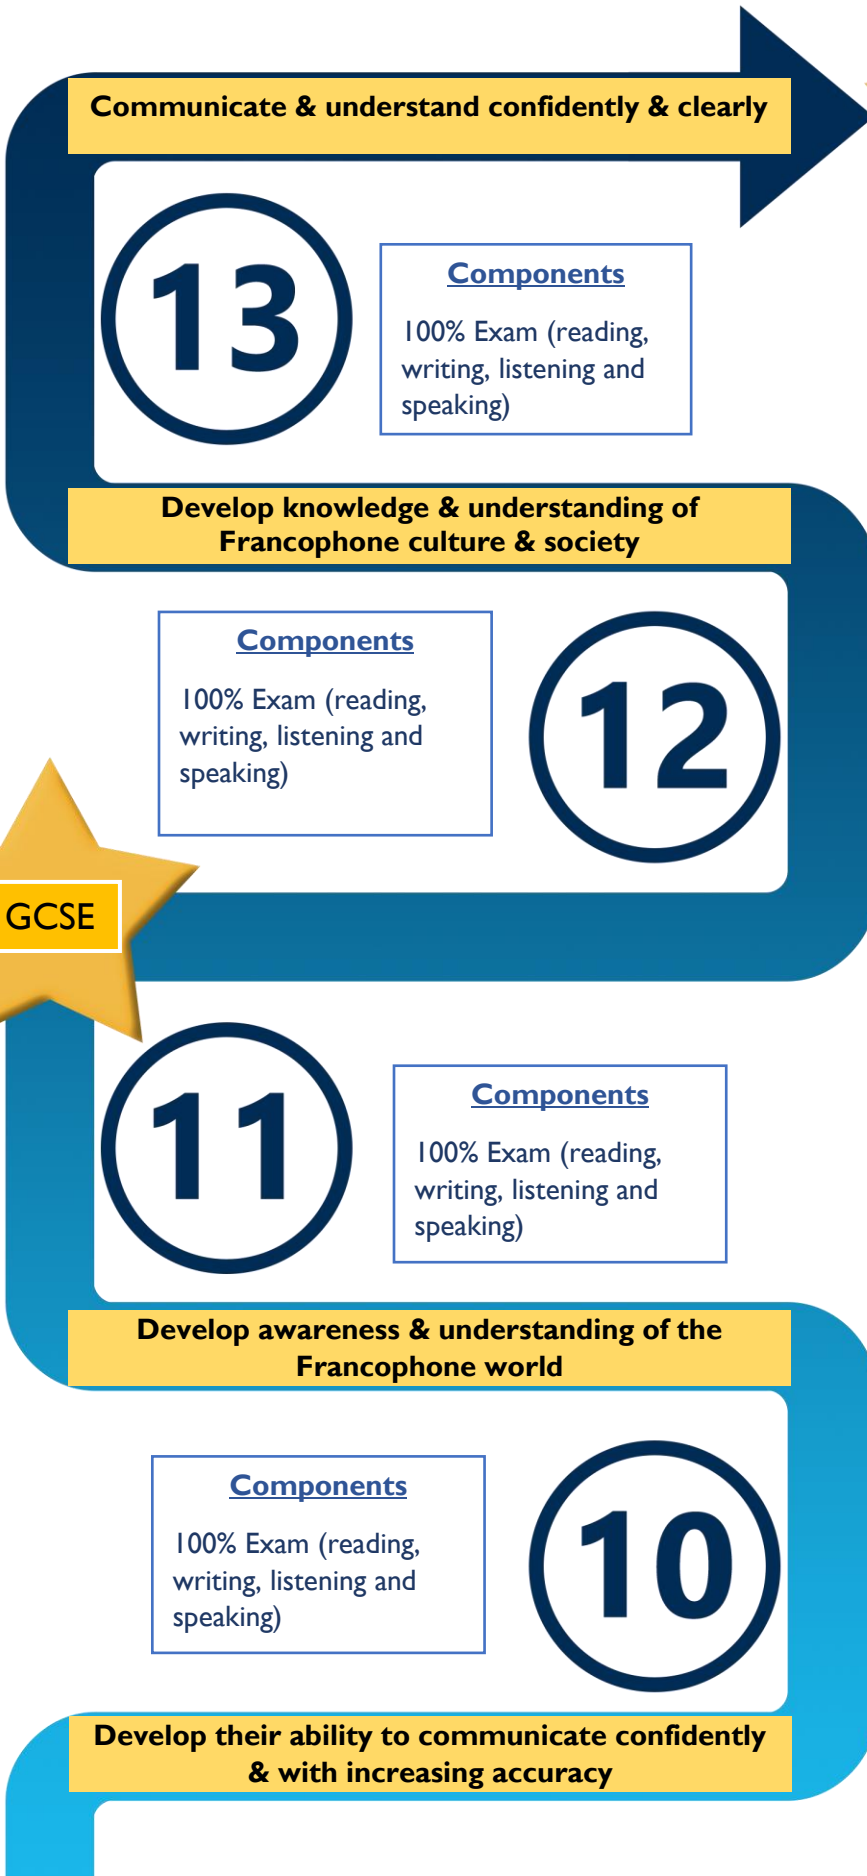 Communicate & understand confidently & clearly
13
Components
100% Exam (reading,
writing, listening and
speaking)
Develop knowledge & understanding of
Francophone culture & society
Components
100% Exam (reading,
writing, listening and
speaking)
12
GCSE
11
Components
100% Exam (reading,
writing, listening and
speaking)
Develop awareness & understanding of the
Francophone world
Components
100% Exam (reading,
writing, listening and
speaking)
10
Develop their ability to communicate confidently
& with increasing accuracy